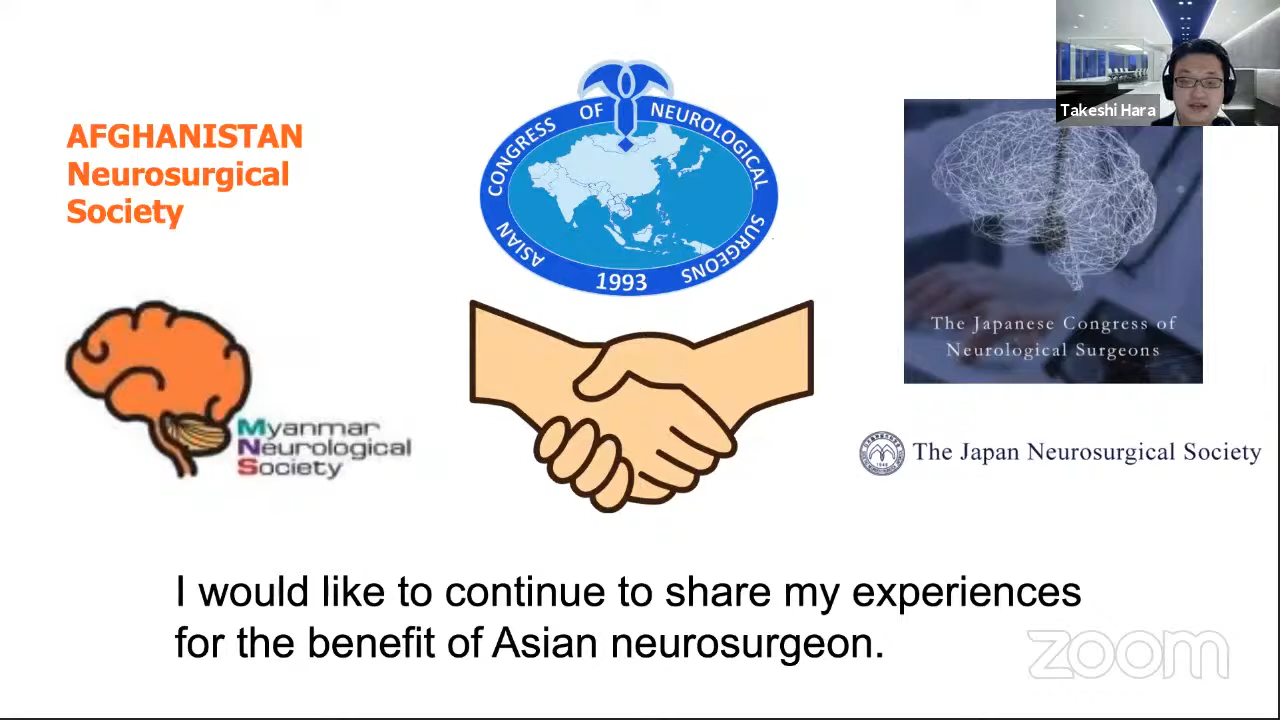 Takeshi Hara
AFGHANISTAN
Neurosurgical
Society
ASIAN CONGRESS OF NEUROLOGICAL SURGEONS
1993
The Japanese Congress of
Neurological Surgeons
Myanmar
Neurological
Society
The Japan Neurosurgical Society
I would like to continue to share my experiences
for the benefit of Asian neurosurgeon.
zoom